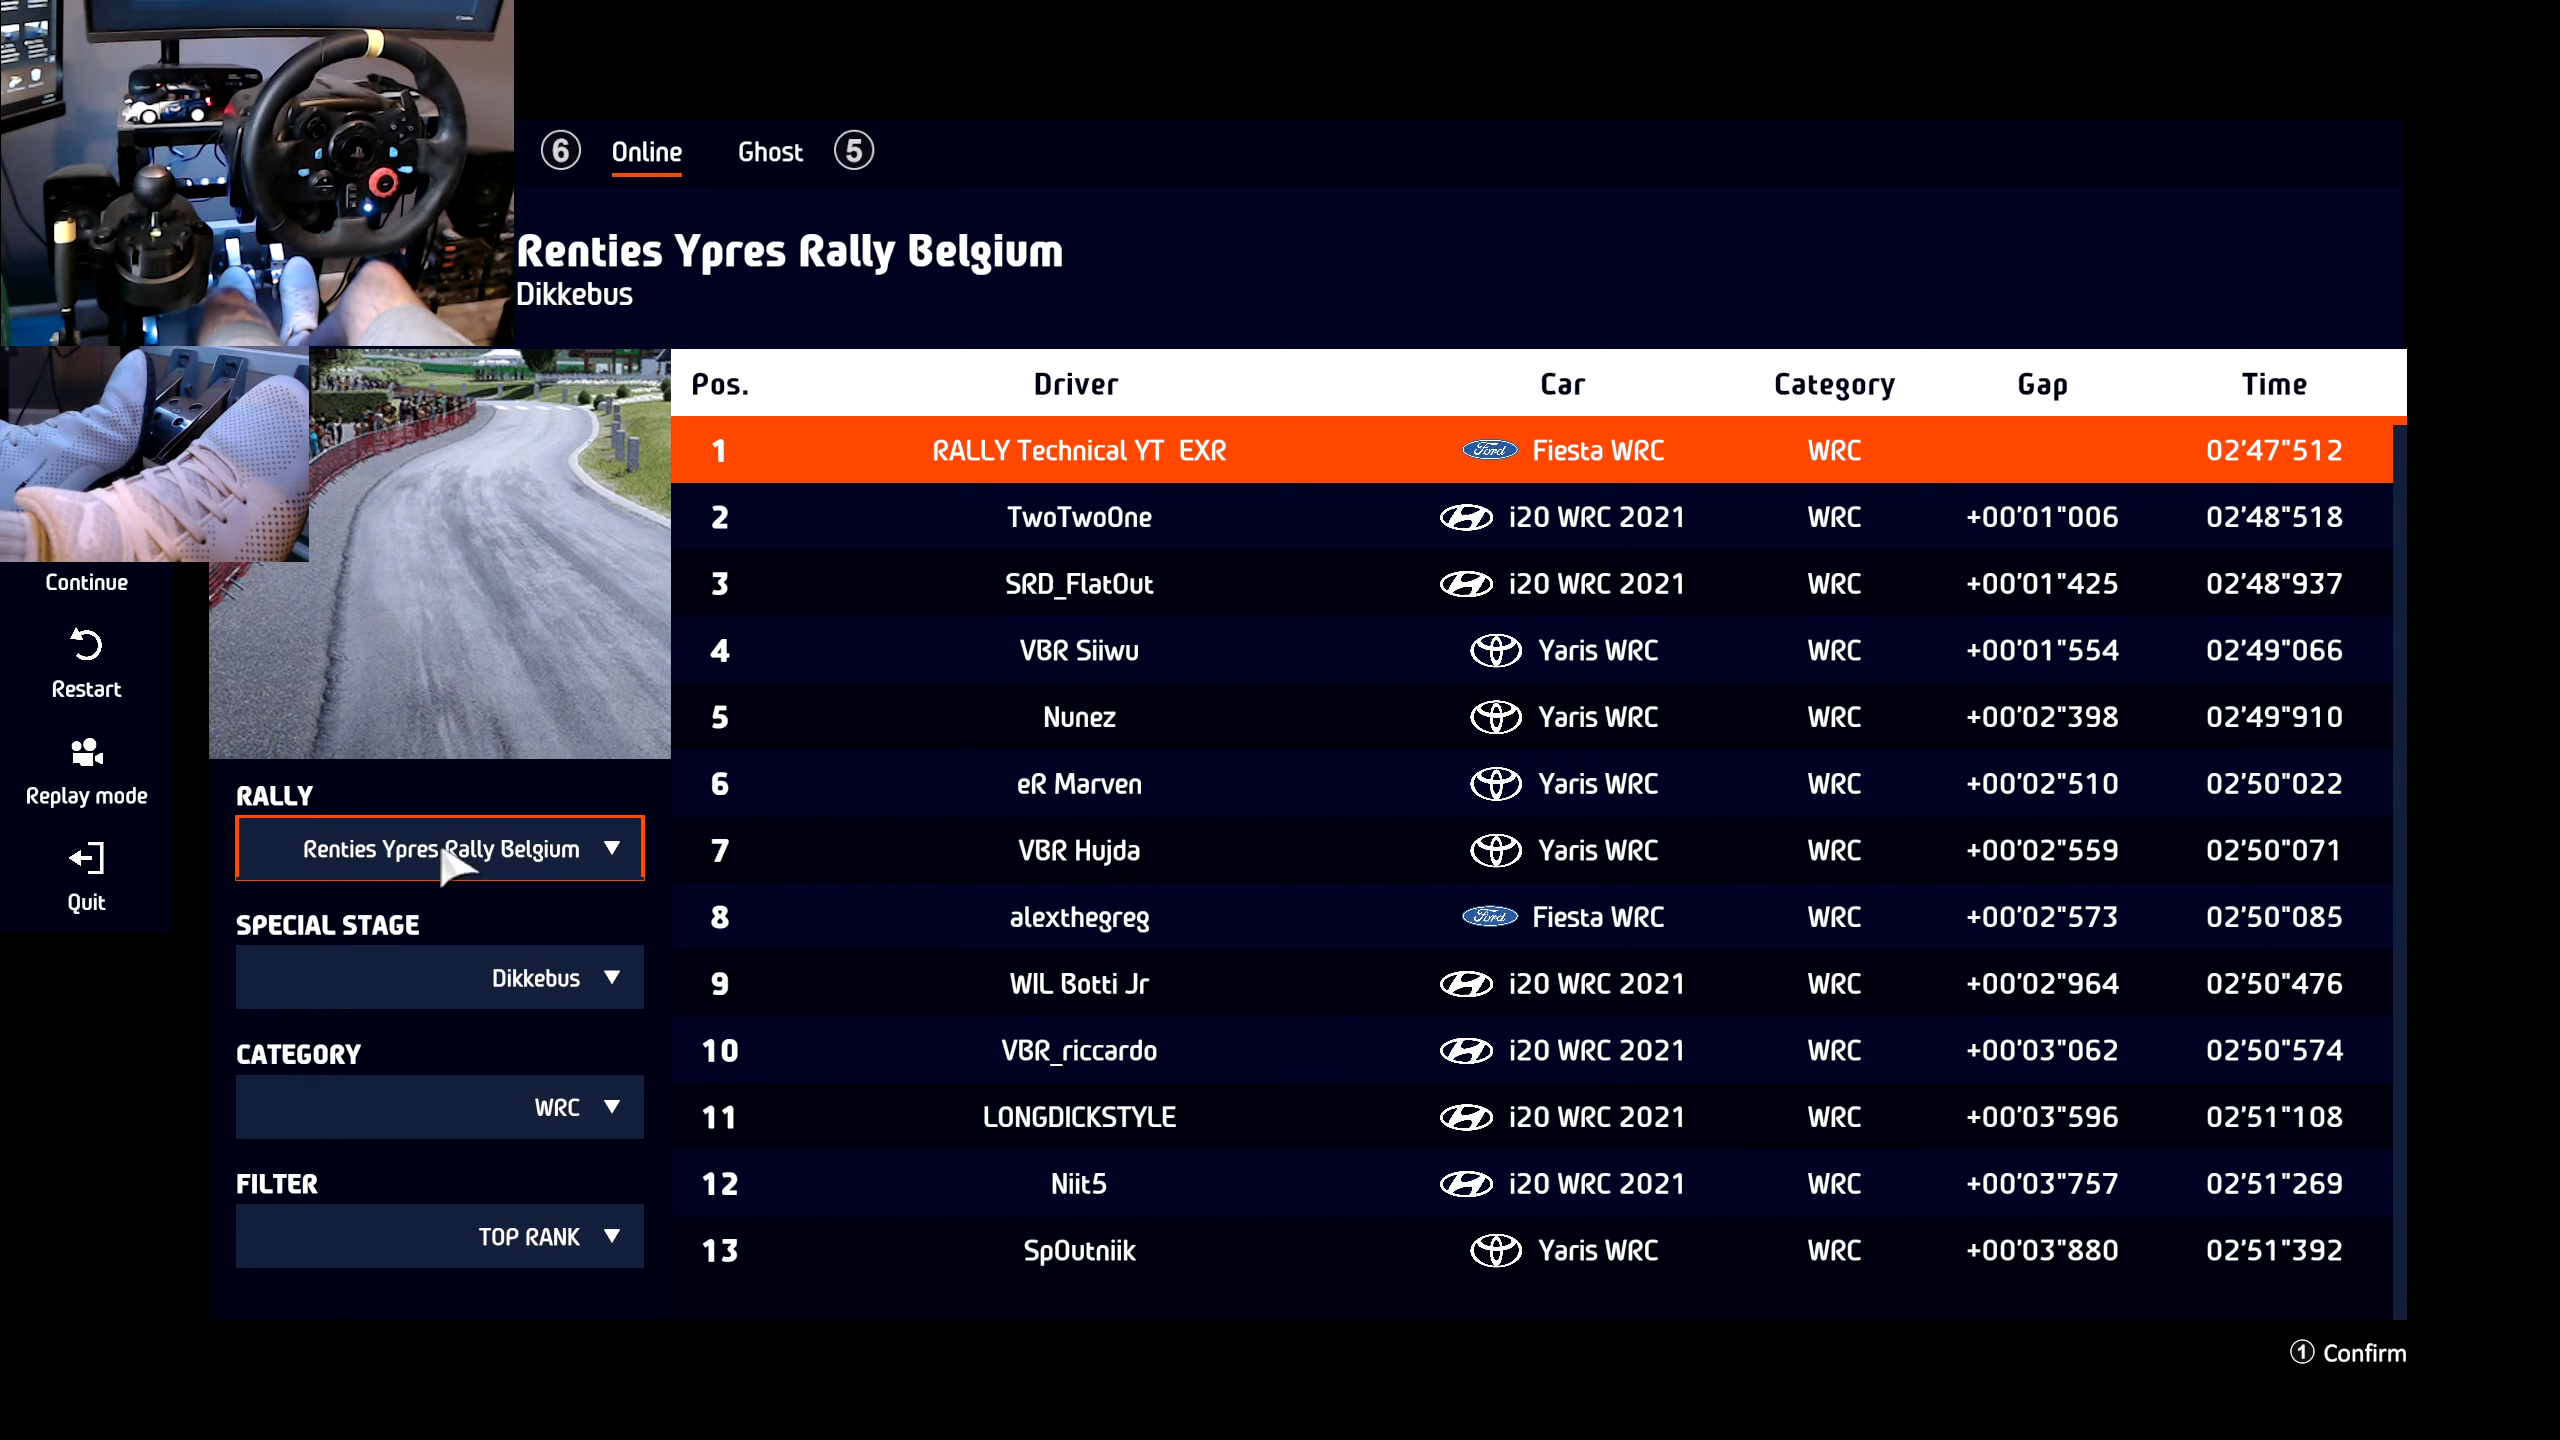 6 Online Ghost 5
Renties Ypres Rally Belgium
Dikkebus
Continue
Restart
Replay mode
Quit
RALLY
Renties Ypres Rally Belgium
SPECIAL STAGE
Dikkebus
CATEGORY
WRC
FILTER
TOP RANK
Pos. Driver Car Category Gap Time
1 RALLY Technical YT EXR Ford Fiesta WRC WRC 02'47"512
2 TwoTwoOne i20 WRC 2021 WRC +00'01"006 02'48"518
3 SRD_FlatOut i20 WRC 2021 WRC +00'01"425 02'48"937
4 VBR Siiwu Yaris WRC WRC +00'01"554 02'49"066
5 Nunez Yaris WRC WRC +00'02"398 02'49"910
6 eR Marven Yaris WRC WRC +00'02"510 02'50"022
7 VBR Hujda Yaris WRC WRC +00'02"559 02'50"071
8 alexthegreg Ford Fiesta WRC WRC +00'02"573 02'50"085
9 WIL Botti Jr i20 WRC 2021 WRC +00'02"964 02'50"476
10 VBR_riccardo i20 WRC 2021 WRC +00'03"062 02'50"574
11 LONGDICKSTYLE i20 WRC 2021 WRC +00'03"596 02'51"108
12 Niit5 i20 WRC 2021 WRC +00'03"757 02'51"269
13 SpOutniik Yaris WRC WRC +00'03"880 02'51"392
1 Confirm